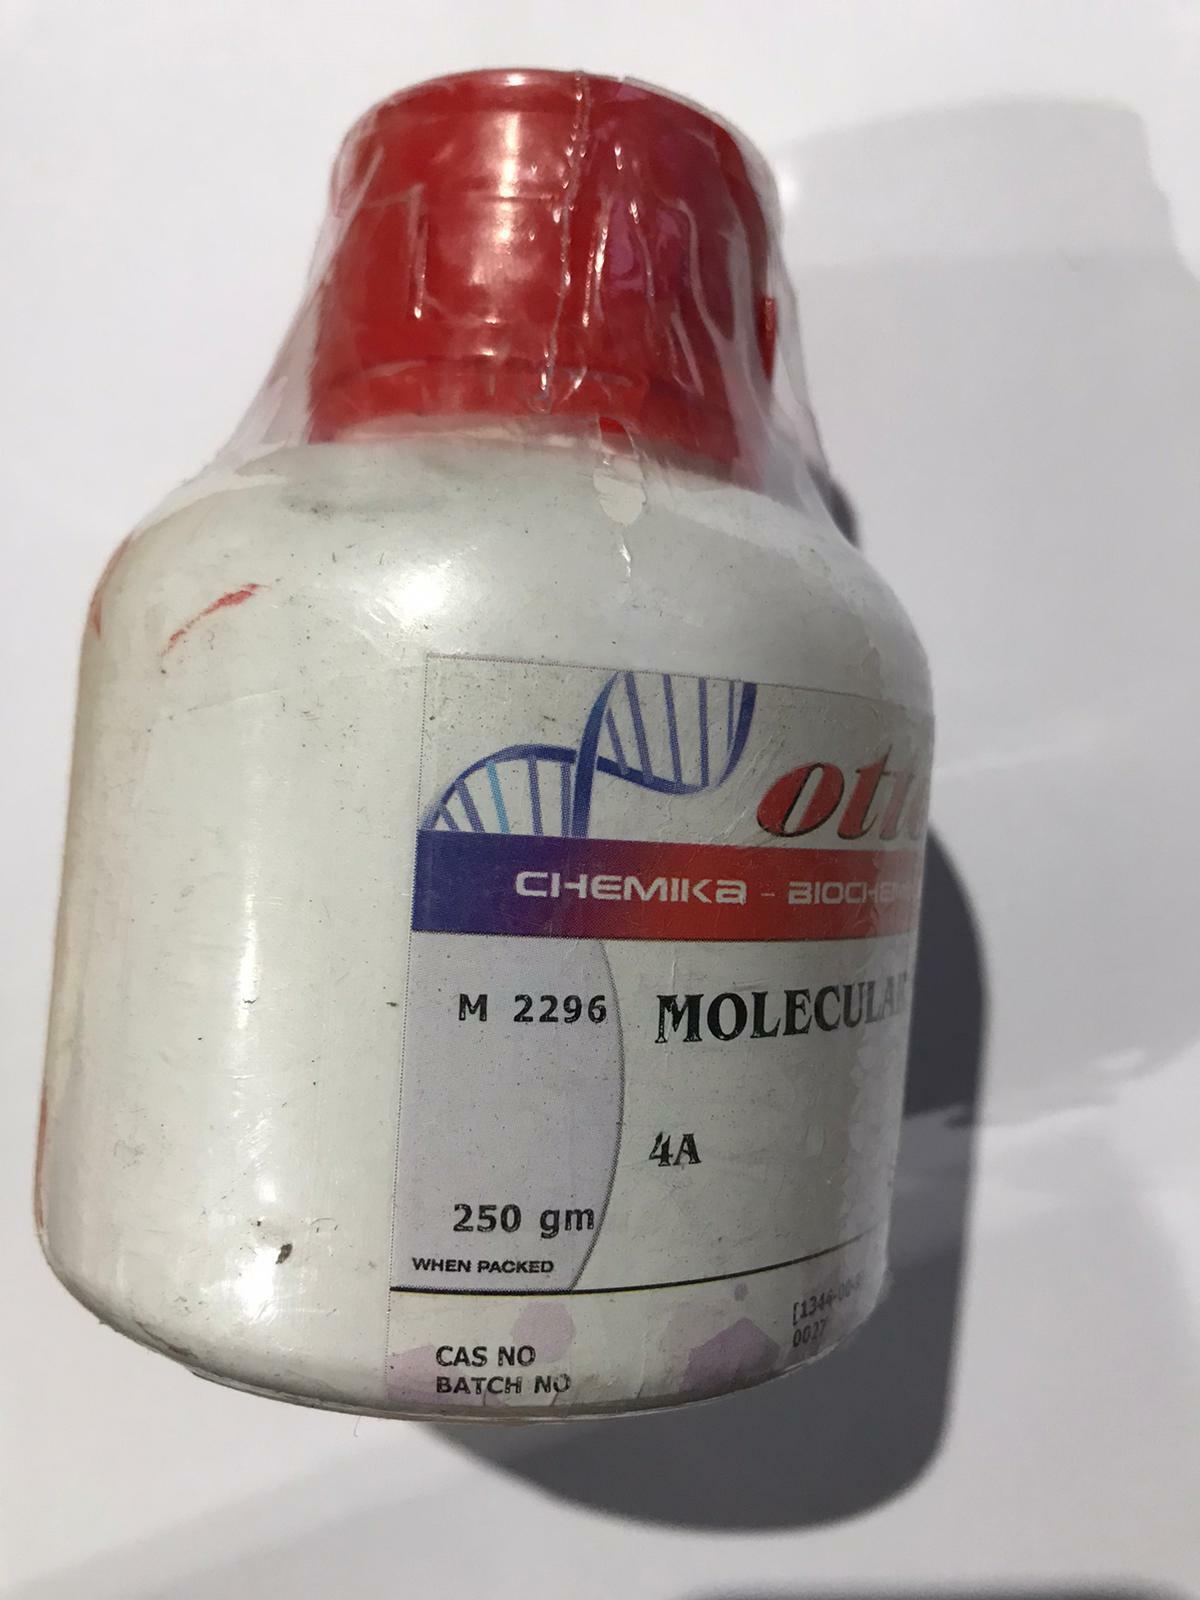 CHEMIKa - BIOCHEM
M 2296
MOLECULAR
4A
250 gm
WHEN PACKED
CAS NO
BATCH NO